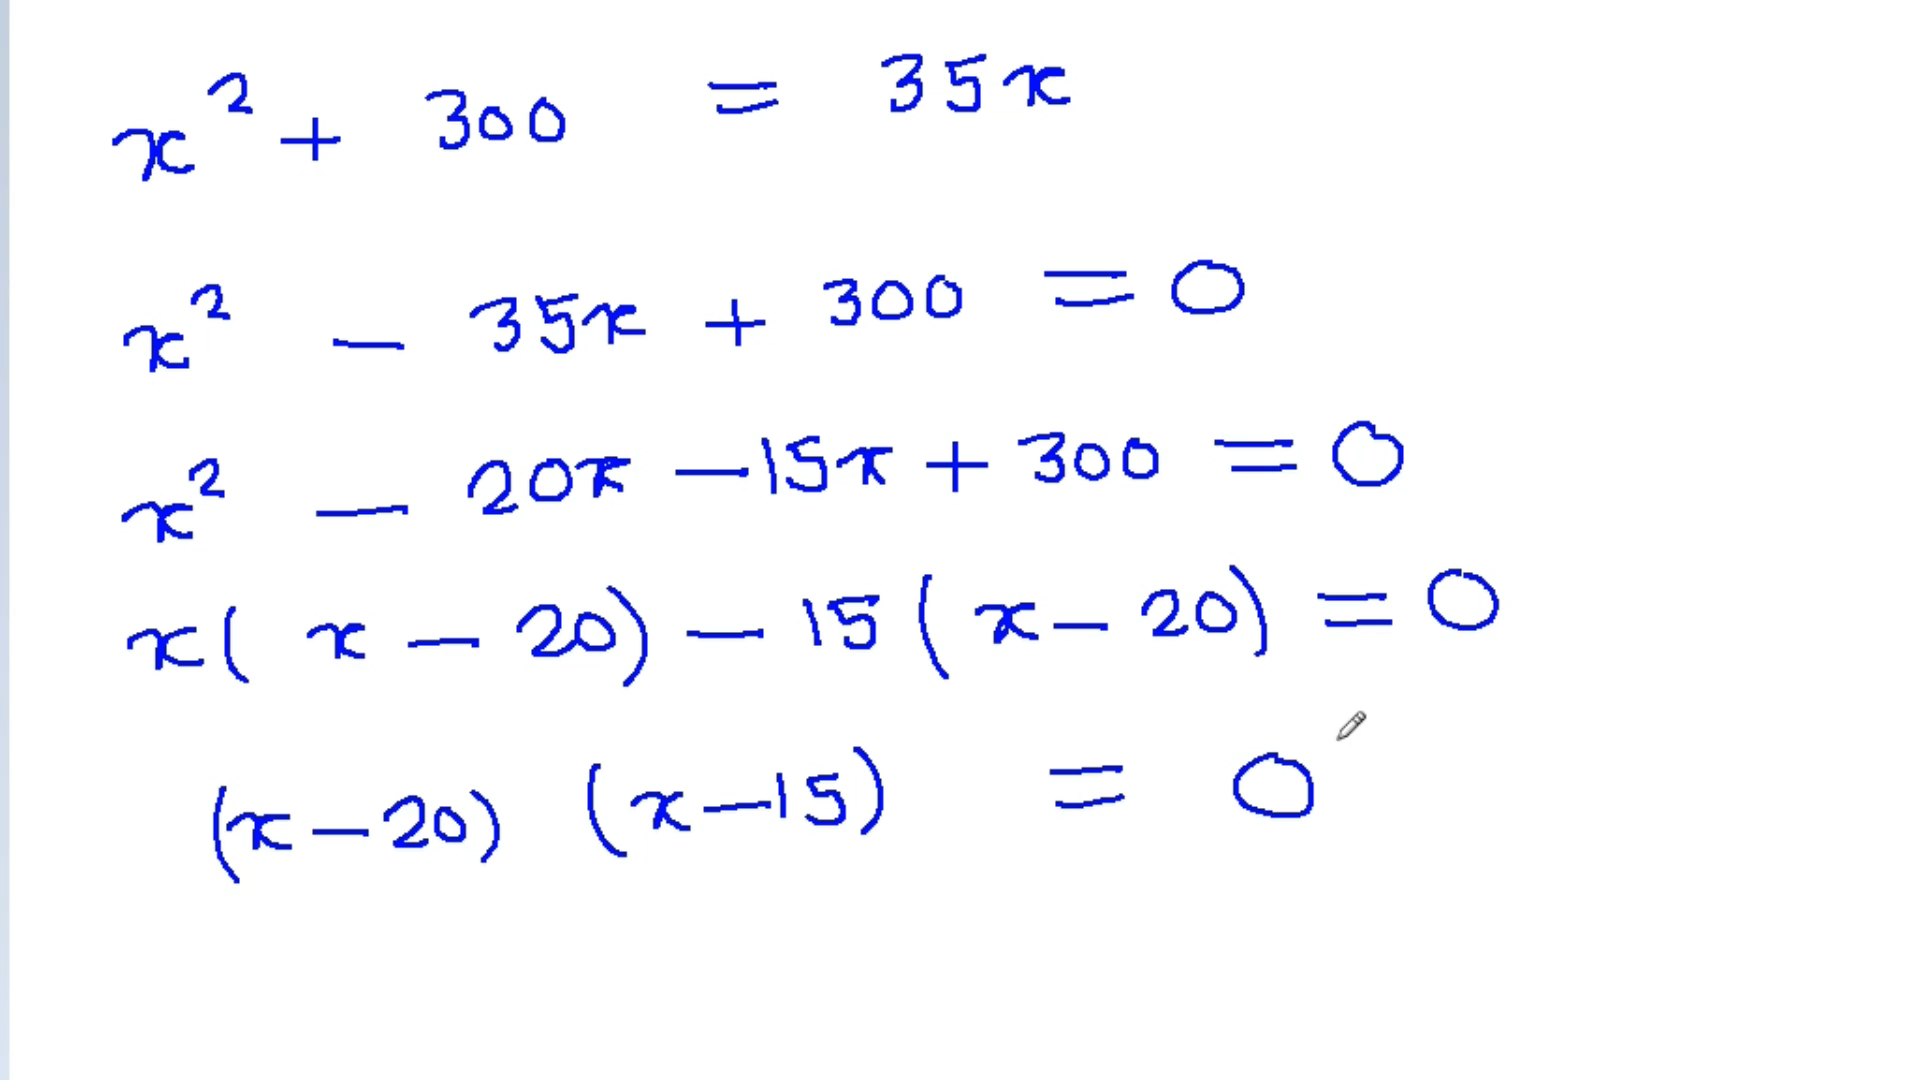 x² + 300 = 35x
x² - 35x + 300 = 0
x² - 20x - 15x + 300 = 0
x( x - 20) - 15 ( x - 20) = 0
(x - 20) (x - 15) = 0